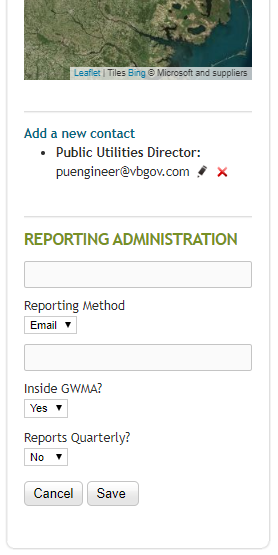 Leaflet | Tiles Bing © Microsoft and suppliers
Add a new contact
• Public Utilities Director:
puengineer@vbgov.com
REPORTING ADMINISTRATION
Reporting Method
Email
Inside GWMA?
Yes
Reports Quarterly?
No
Cancel Save